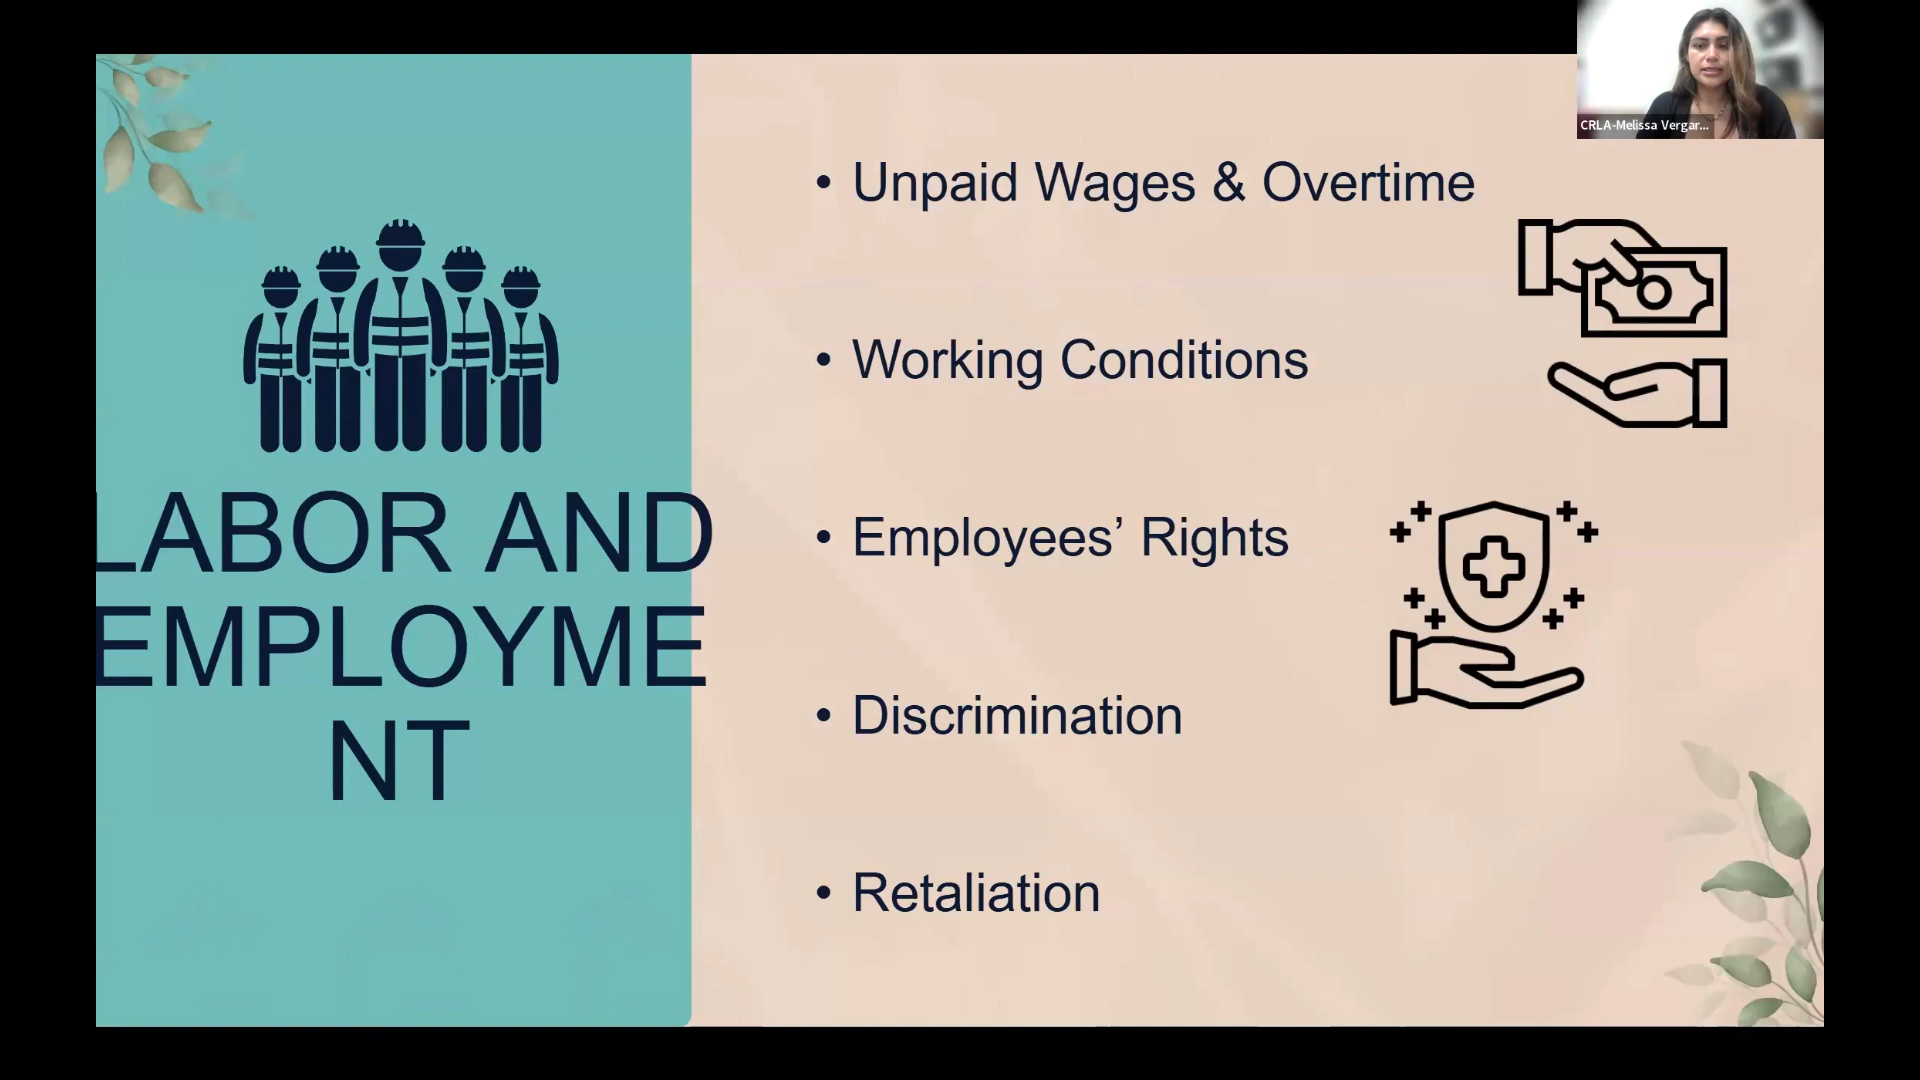 CRLA-Melissa Vergar...
LABOR AND
EMPLOYME
NT
• Unpaid Wages & Overtime
• Working Conditions
• Employees’ Rights
• Discrimination
• Retaliation